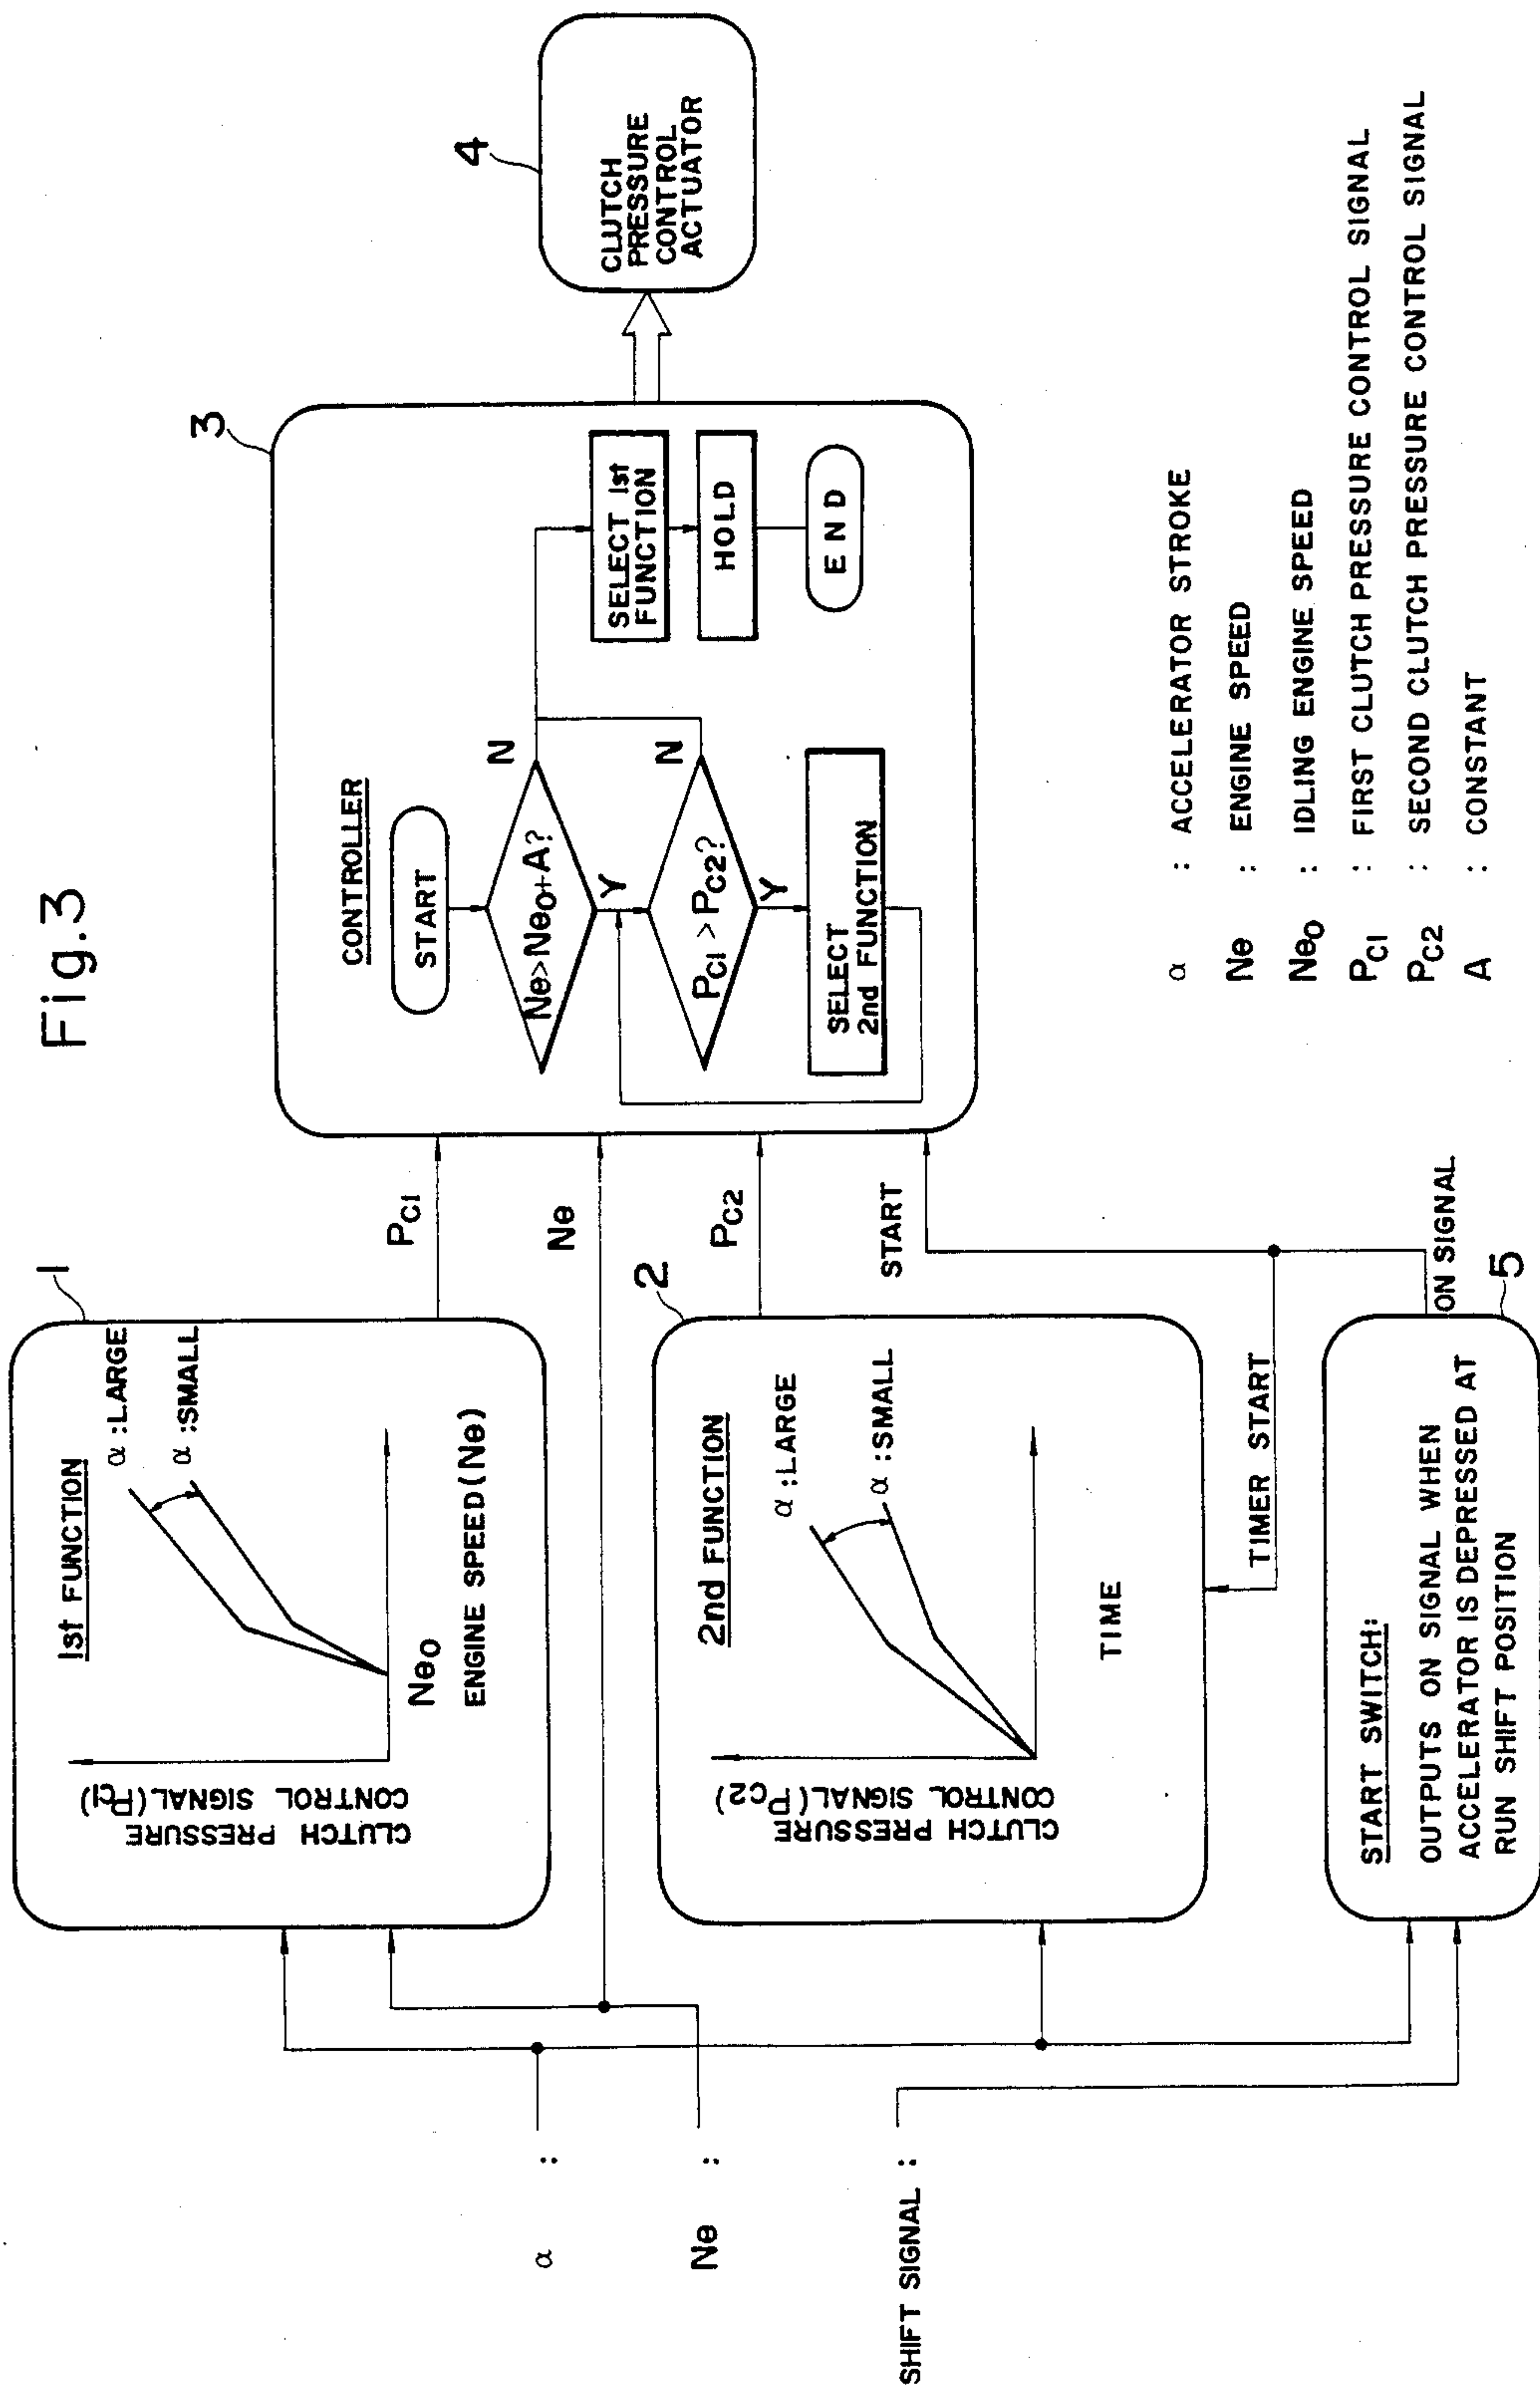 Fig.3
1
1st FUNCTION
α :LARGE
α :SMALL
CLUTCH PRESSURE
CONTROL SIGNAL(PC1)
Ne0
ENGINE SPEED(Ne)
2
2nd FUNCTION
α :LARGE
α :SMALL
CLUTCH PRESSURE
CONTROL SIGNAL(PC2)
TIME
TIMER START
START SWITCH:
OUTPUTS ON SIGNAL WHEN
ACCELERATOR IS DEPRESSED AT
RUN SHIFT POSITION
ON SIGNAL
5
α :
Ne :
SHIFT SIGNAL :
PC1
Ne
PC2
START
3
CONTROLLER
START
Ne>Ne0+A?
N
Y
PC1 > PC2?
N
Y
SELECT
2nd FUNCTION
SELECT 1st
FUNCTION
HOLD
END
4
CLUTCH
PRESSURE
CONTROL
ACTUATOR
α : ACCELERATOR STROKE
Ne : ENGINE SPEED
Ne0 : IDLING ENGINE SPEED
PC1 : FIRST CLUTCH PRESSURE CONTROL SIGNAL
PC2 : SECOND CLUTCH PRESSURE CONTROL SIGNAL
A : CONSTANT